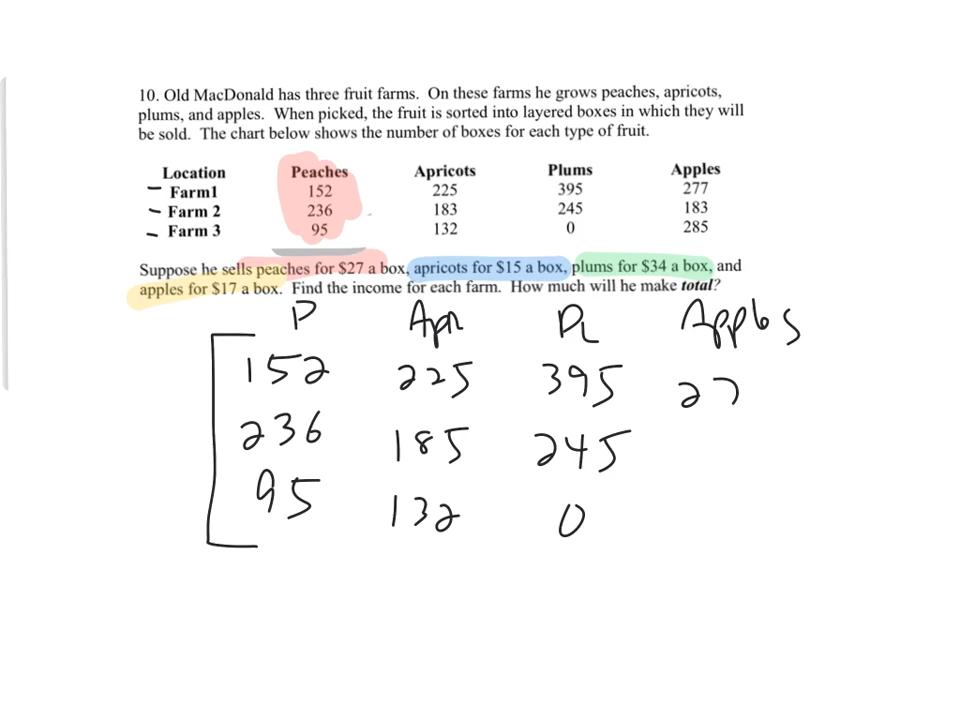 10. Old MacDonald has three fruit farms. On these farms he grows peaches, apricots,
plums, and apples. When picked, the fruit is sorted into layered boxes in which they will
be sold. The chart below shows the number of boxes for each type of fruit.
Location Peaches Apricots Plums Apples
Farm1 152 225 395 277
Farm 2 236 183 245 183
Farm 3 95 132 0 285
Suppose he sells peaches for $27 a box, apricots for $15 a box, plums for $34 a box, and
apples for $17 a box. Find the income for each farm. How much will he make total?
P Apr PL Apples
152 225 395 27
236 185 245
95 132 0